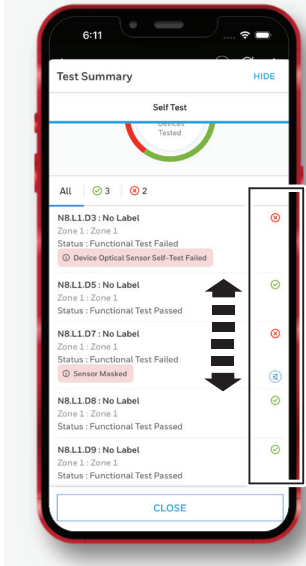 6:11
Test Summary
HIDE
Self Test
Devices
Tested
All
3
2
N8.L1.D3 : No Label
Zone 1 : Zone 1
Status : Functional Test Failed
Device Optical Sensor Self-Test Failed
N8.L1.D5 : No Label
Zone 1 : Zone 1
Status : Functional Test Passed
N8.L1.D7 : No Label
Zone 1 : Zone 1
Status : Functional Test Failed
Sensor Masked
N8.L1.D8 : No Label
Zone 1 : Zone 1
Status : Functional Test Passed
N8.L1.D9 : No Label
Zone 1 : Zone 1
Status : Functional Test Passed
CLOSE